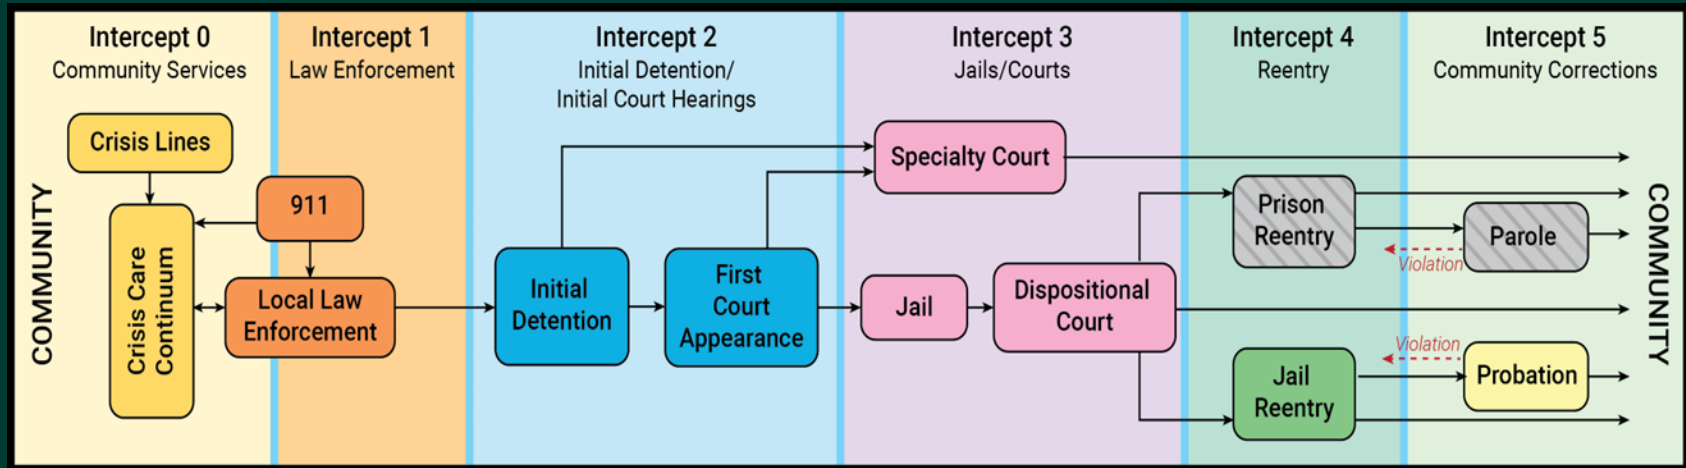 Intercept 0
Community Services
Intercept 1
Law Enforcement
Intercept 2
Initial Detention/
Initial Court Hearings
Intercept 3
Jails/Courts
Intercept 4
Reentry
Intercept 5
Community Corrections
COMMUNITY
Crisis Lines
Crisis Care
Continuum
911
Local Law
Enforcement
Initial
Detention
First
Court
Appearance
Specialty Court
Jail
Dispositional
Court
Prison
Reentry
Parole
Violation
Jail
Reentry
Violation
Probation
COMMUNITY